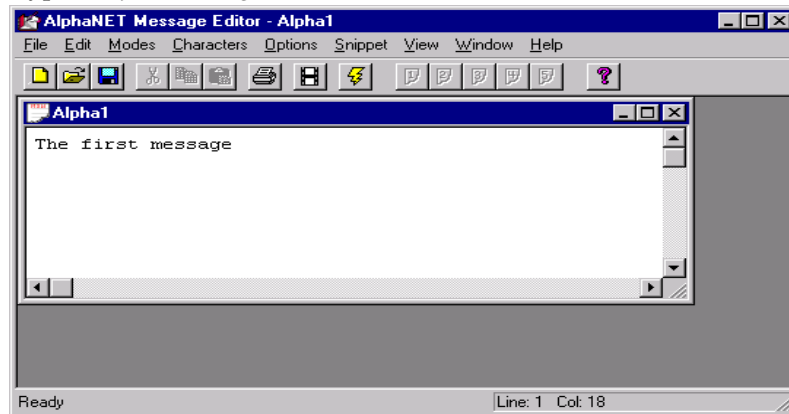 AlphaNET Message Editor - Alpha1
File Edit Modes Characters Options Snippet View Window Help
Alpha1
The first message
Ready Line: 1 Col: 18